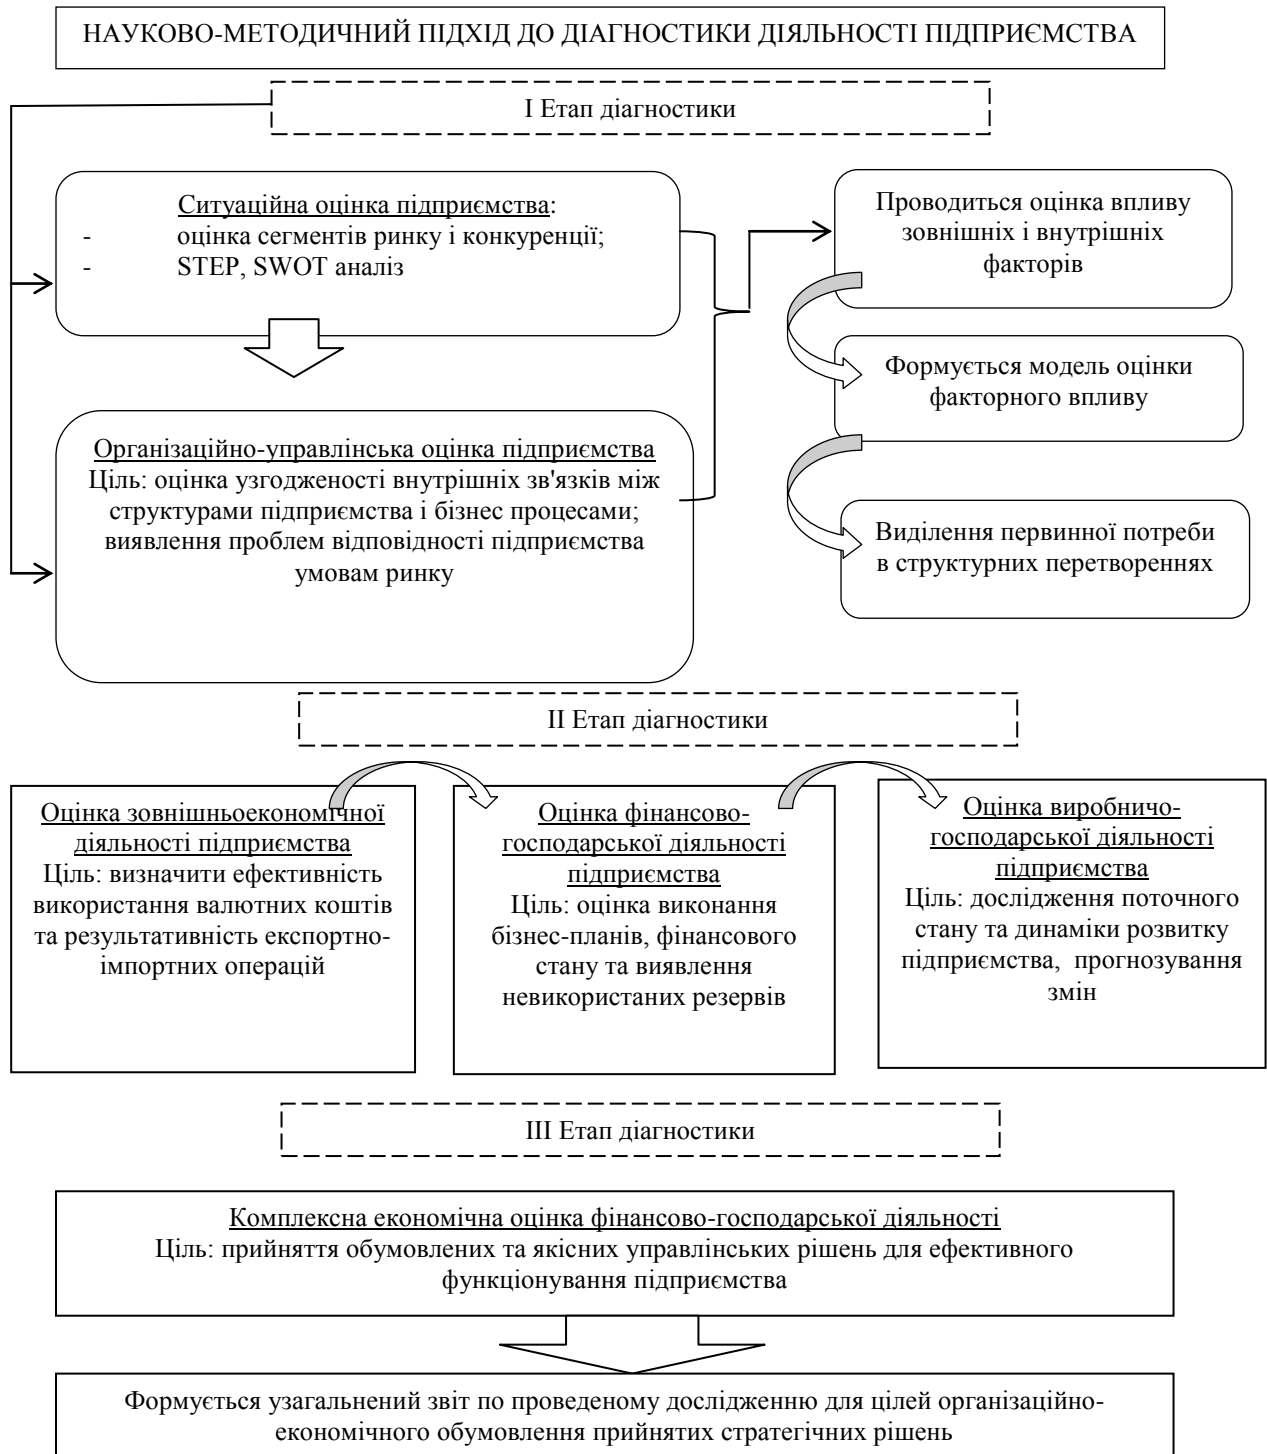 НАУКОВО-МЕТОДИЧНИЙ ПІДХІД ДО ДІАГНОСТИКИ ДІЯЛЬНОСТІ ПІДПРИЄМСТВА
І Етап діагностики
Ситуаційна оцінка підприємства:
- оцінка сегментів ринку і конкуренції;
- STEP, SWOT аналіз
Організаційно-управлінська оцінка підприємства
Ціль: оцінка узгодженості внутрішніх зв'язків між
структурами підприємства і бізнес процесами;
виявлення проблем відповідності підприємства
умовам ринку
Проводиться оцінка впливу
зовнішніх і внутрішніх
факторів
Формується модель оцінки
факторного впливу
Виділення первинної потреби
в структурних перетвореннях
ІІ Етап діагностики
Оцінка зовнішньоекономічної
діяльності підприємства
Ціль: визначити ефективність
використання валютних коштів
та результативність експортно-
імпортних операцій
Оцінка фінансово-
господарської діяльності
підприємства
Ціль: оцінка виконання
бізнес-планів, фінансового
стану та виявлення
невикористаних резервів
Оцінка виробничо-
господарської діяльності
підприємства
Ціль: дослідження поточного
стану та динаміки розвитку
підприємства, прогнозування
змін
ІІІ Етап діагностики
Комплексна економічна оцінка фінансово-господарської діяльності
Ціль: прийняття обумовлених та якісних управлінських рішень для ефективного
функціонування підприємства
Формується узагальнений звіт по проведеному дослідженню для цілей організаційно-
економічного обумовлення прийнятих стратегічних рішень